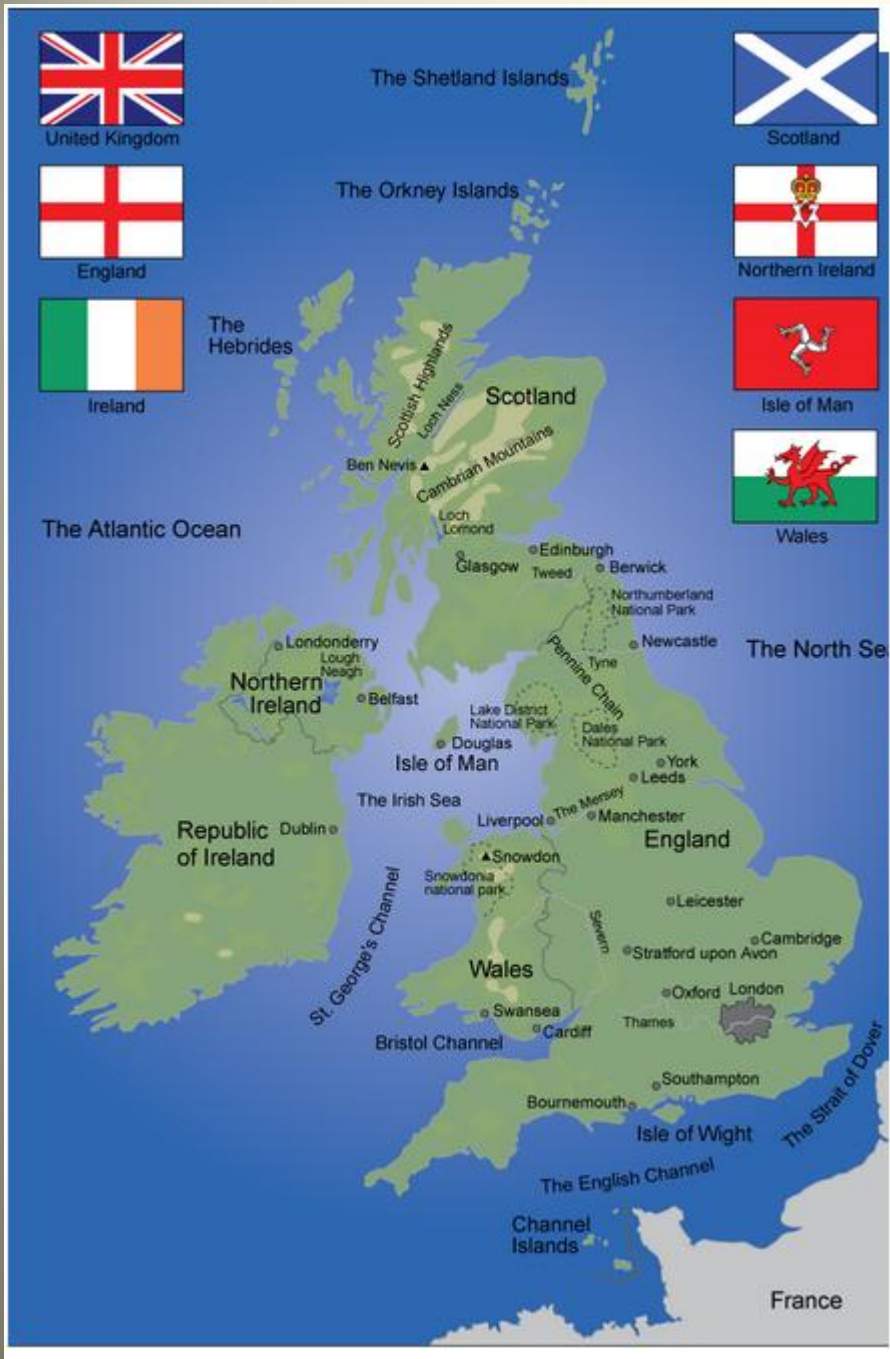 The Shetland Islands
United Kingdom
Scotland
The Orkney Islands
England
Northern Ireland
The
Hebrides
Ireland
Isle of Man
Scottish Highlands
Loch Ness
Scotland
Ben Nevis
Cambrian Mountains
Wales
The Atlantic Ocean
Loch
Lomond
Edinburgh
Glasgow
Tweed
Berwick
Northumberland
National Park
Londonderry
Newcastle
The North Se
Lough
Neagh
Pennine Chain
Tyne
Northern
Ireland
Belfast
Lake District
National Park
Dales
National Park
Douglas
Isle of Man
York
Leeds
The Irish Sea
The Mersey
Liverpool
Manchester
Republic
of Ireland
Dublin
England
Snowdon
Snowdonia
national park
St. George's Channel
Leicester
Severn
Cambridge
Stratford upon Avon
Wales
Oxford
London
Swansea
Thames
Cardiff
Bristol Channel
The Strait of Dover
Southampton
Bournemouth
Isle of Wight
The English Channel
Channel
Islands
France